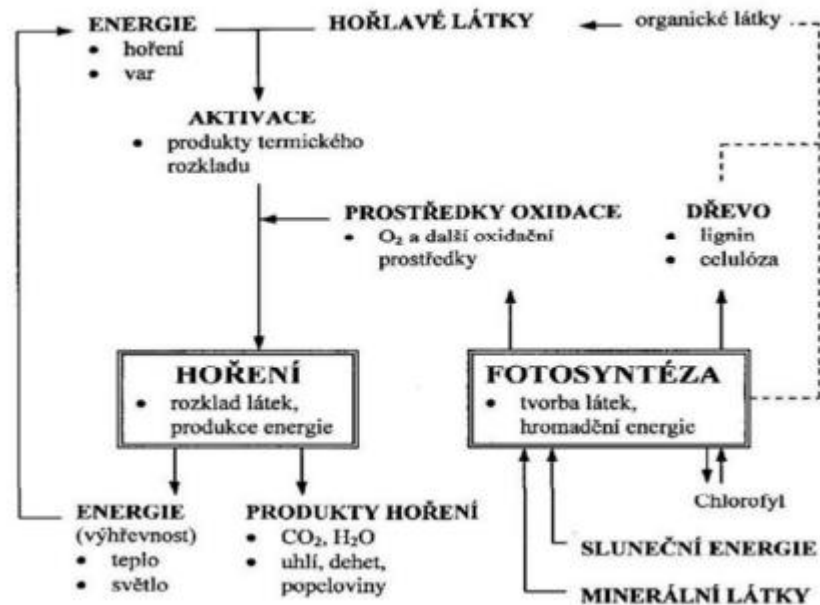 ENERGIE
• hoření
• var
HOŘLAVÉ LÁTKY
organické látky
AKTIVACE
• produkty termického
rozkladu
PROSTŘEDKY OXIDACE
• O₂ a další oxidační
prostředky
DŘEVO
• lignin
• celulóza
HOŘENÍ
• rozklad látek,
produkce energie
FOTOSYNTÉZA
• tvorba látek,
hromadční energie
Chlorofyl
ENERGIE
(výhřevnost)
• teplo
• světlo
PRODUKTY HOŘENÍ
• CO₂, H₂O
• uhlí, dehet,
popeloviny
SLUNEČNÍ ENERGIE
MINERÁLNÍ LÁTKY